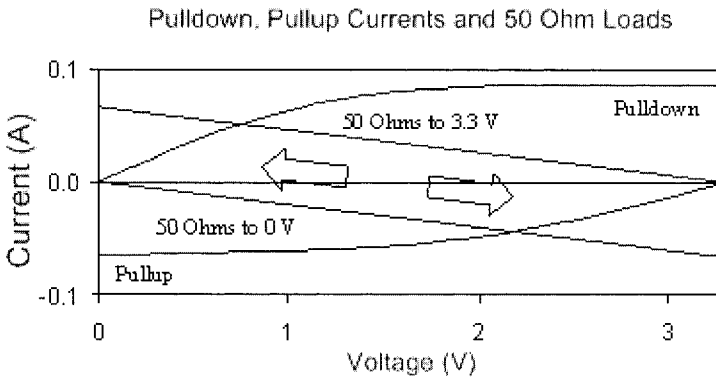 Pulldown, Pullup Currents and 50 Ohm Loads
0.1
Pulldown
50 Ohms to 3.3 V
Current (A)
0.0
50 Ohms to 0 V
Pullup
-0.1
0
1
2
3
Voltage (V)